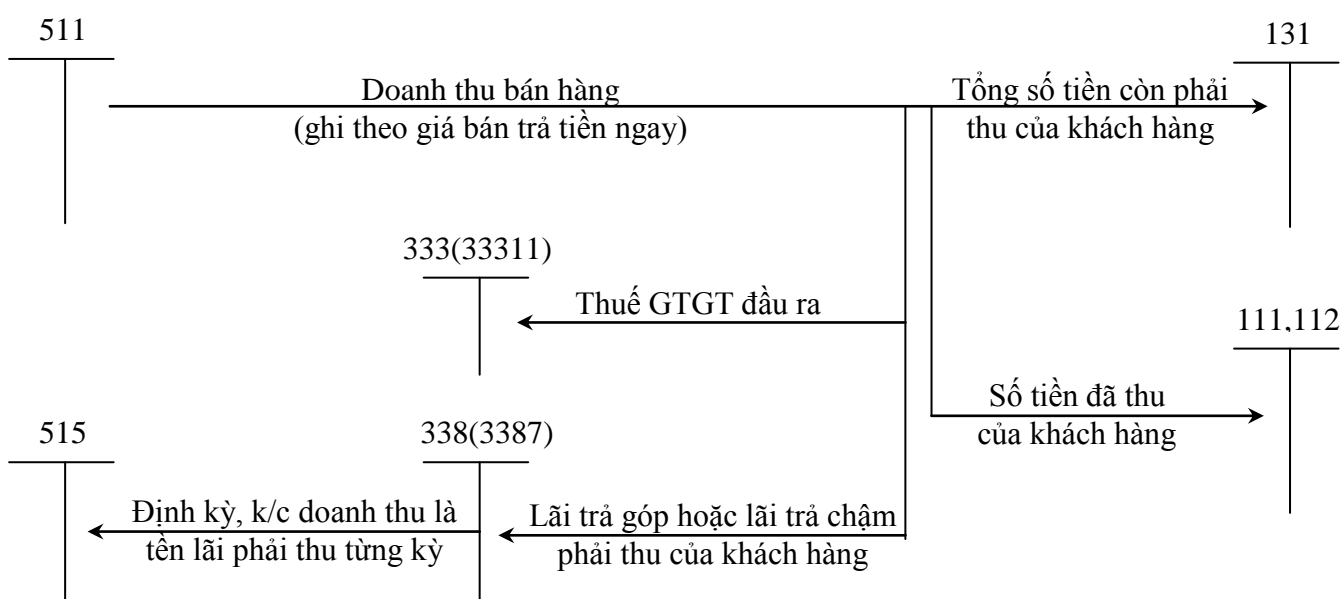 511
131
Doanh thu bán hàng
(ghi theo giá bán trả tiền ngay)
Tổng số tiền còn phải
thu của khách hàng
333(33311)
Thuế GTGT đầu ra
111,112
Số tiền đã thu
của khách hàng
515
338(3387)
Định kỳ, k/c doanh thu là
tền lãi phải thu từng kỳ
Lãi trả góp hoặc lãi trả chậm
phải thu của khách hàng